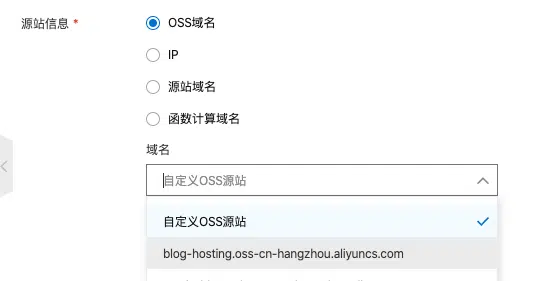 源站信息 *
OSS域名
IP
源站域名
函数计算域名
域名
自定义OSS源站
自定义OSS源站
blog-hosting.oss-cn-hangzhou.aliyuncs.com